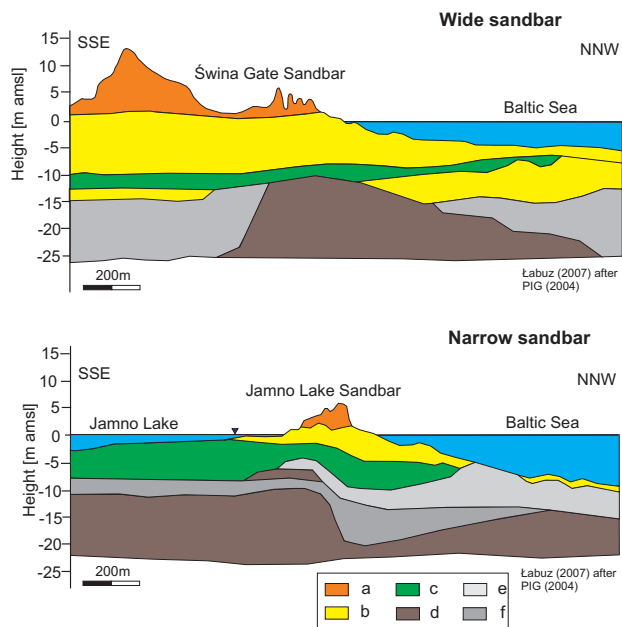 Wide sandbar
SSE
NNW
Świna Gate Sandbar
Baltic Sea
Height [m amsl]
15
10
5
0
-5
-10
-15
-20
-25
200m
Łabuz (2007) after
PIG (2004)
Narrow sandbar
SSE
NNW
Jamno Lake Sandbar
Jamno Lake
Baltic Sea
Height [m amsl]
15
10
5
0
-5
-10
-15
-20
-25
200m
Łabuz (2007) after
PIG (2004)
a c e
b d f